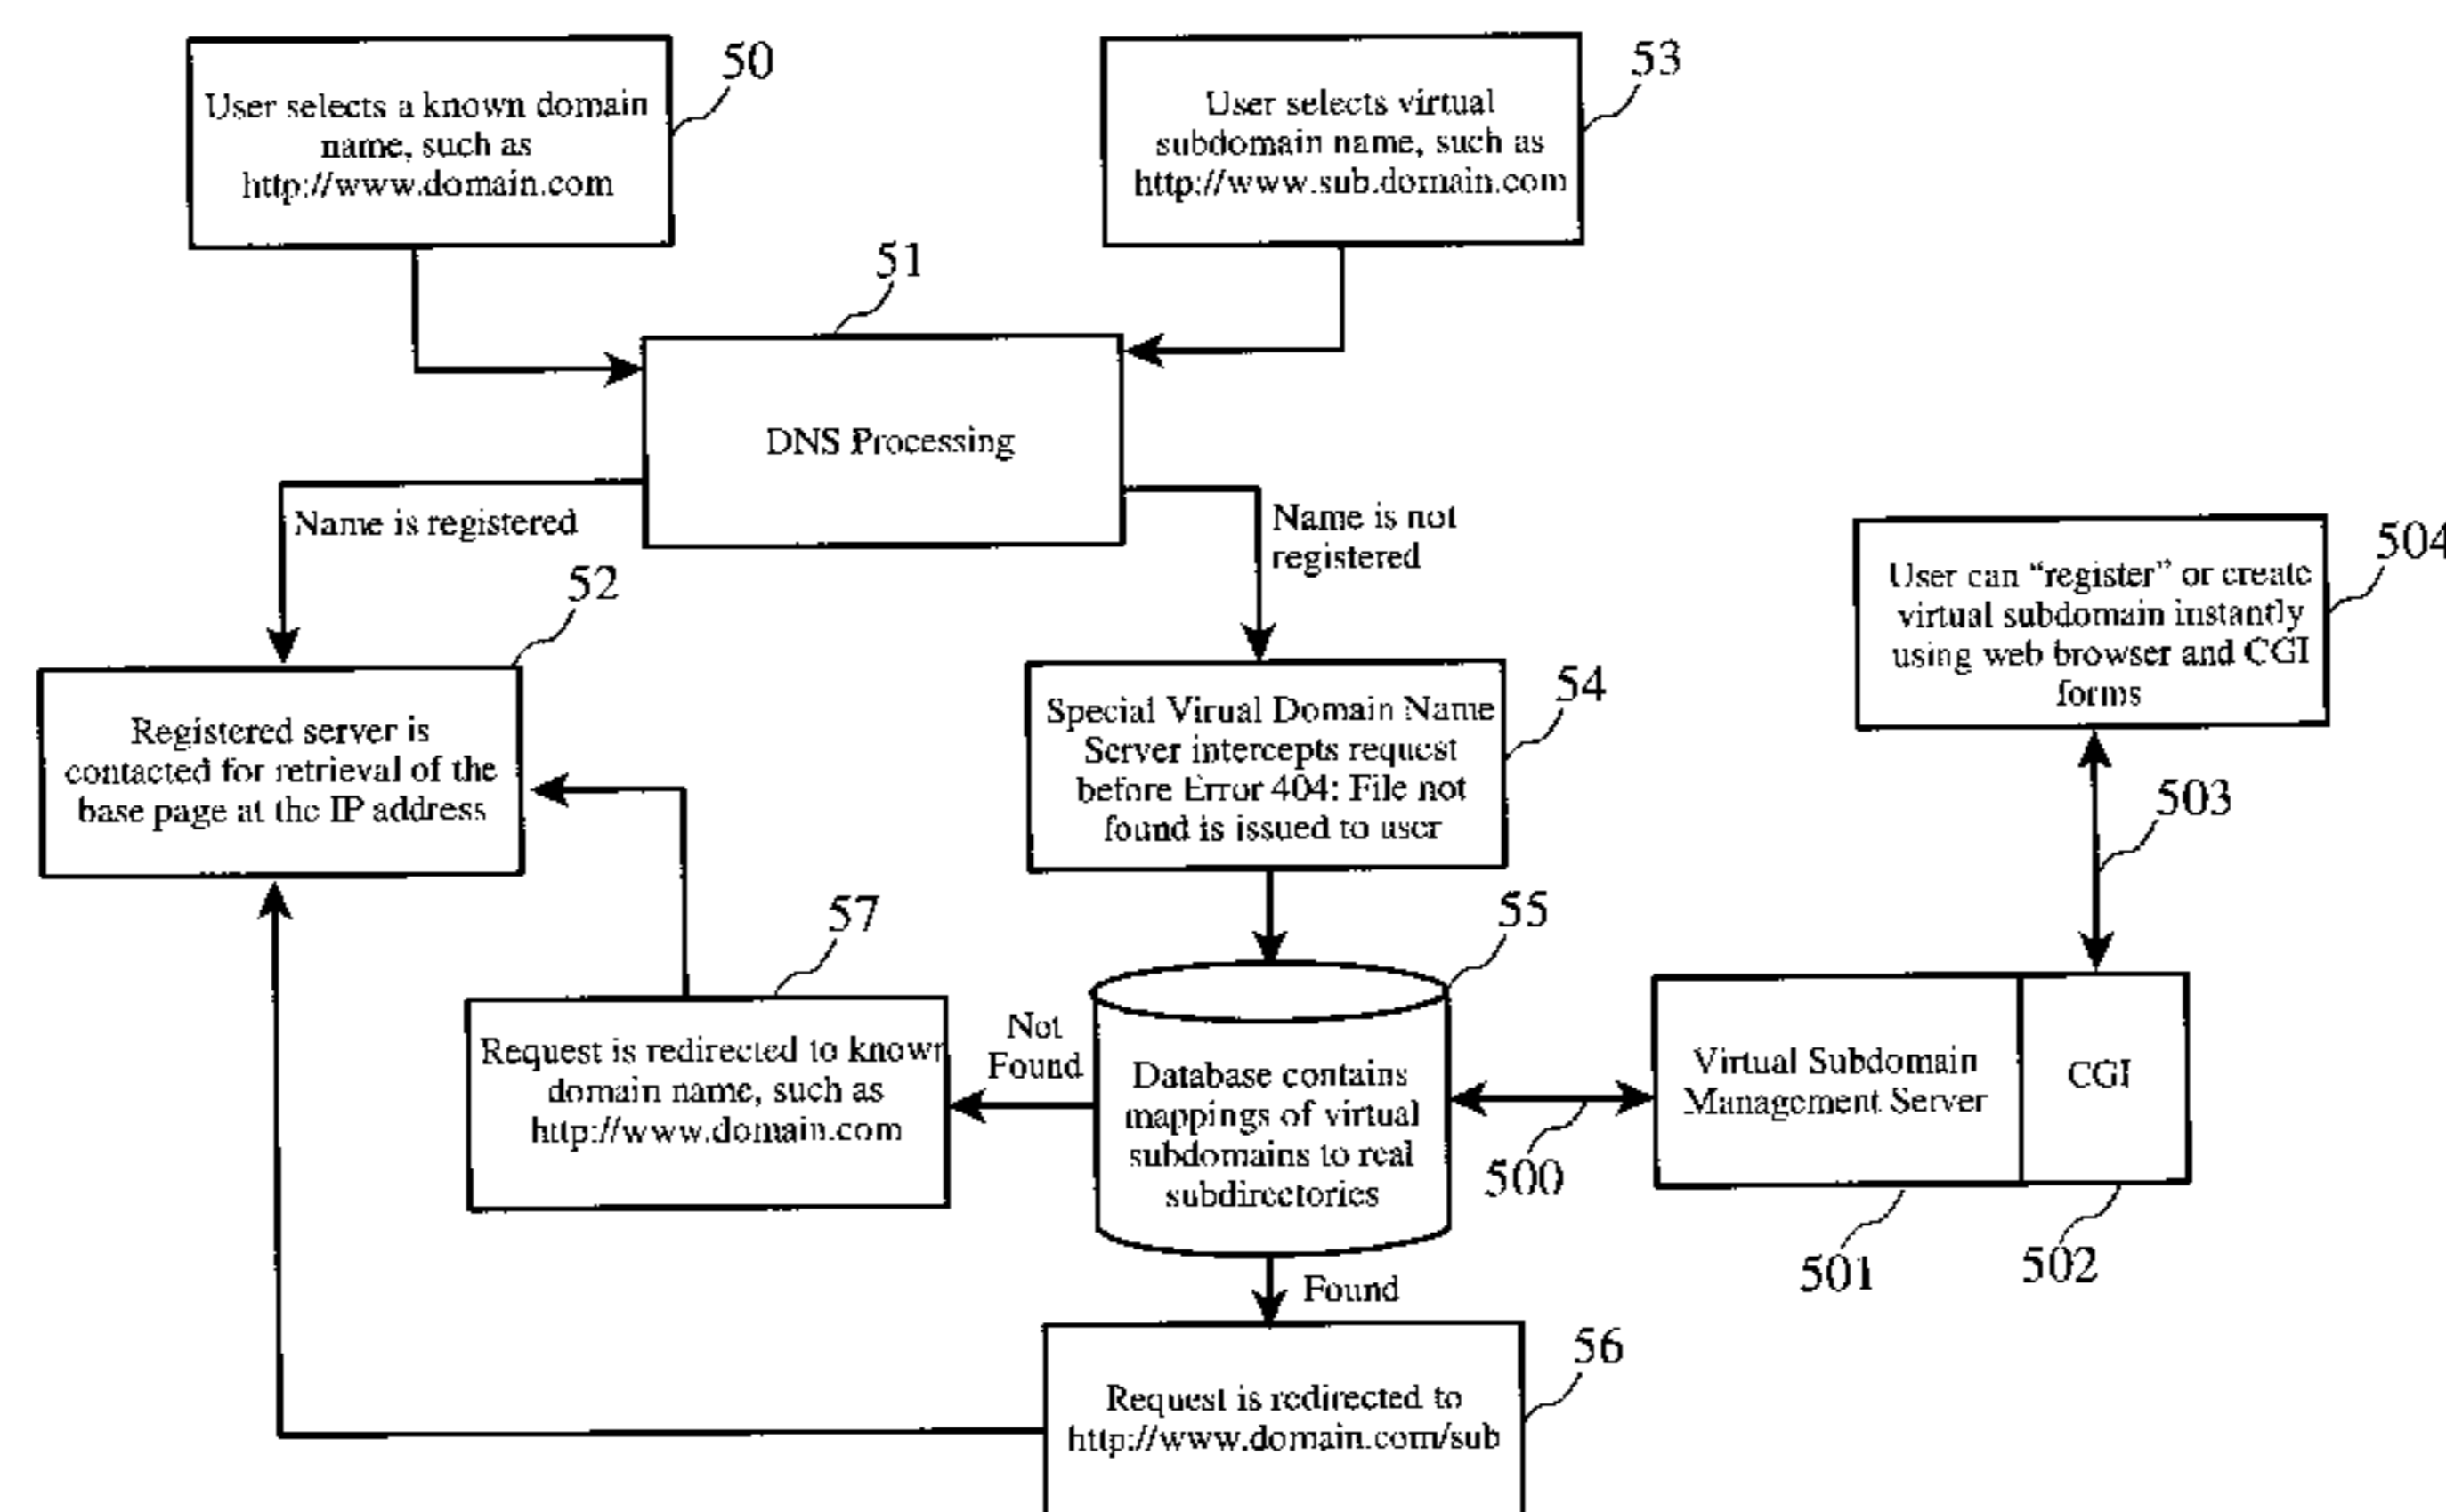 50
User selects a known domain
name, such as
http://www.domain.com
53
User selects virtual
subdomain name, such as
http://www.sub.domain.com
51
DNS Processing
Name is registered
Name is not
registered
52
Registered server is
contacted for retrieval of the
base page at the IP address
54
Special Virual Domain Name
Server intercepts request
before Error 404: File not
found is issued to user
504
User can “register” or create
virtual subdomain instantly
using web browser and CGI
forms
503
57
Request is redirected to known
domain name, such as
http://www.domain.com
Not
Found
55
Database contains
mappings of virtual
subdomains to real
subdirectories
500
Virtual Subdomain
Management Server
CGI
501
502
Found
56
Request is redirected to
http://www.domain.com/sub